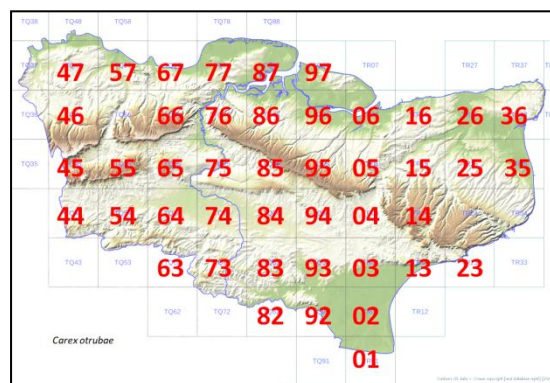 TQ38 TQ48 TQ58 TQ78 TQ88
47 57 67 77 87 97 TR07 TR27 TR37
46 66 76 86 96 06 16 26 36
TQ35 45 55 65 75 85 95 05 15 25 35
44 54 64 74 84 94 04 14
TQ43 TQ53 63 73 83 93 03 13 23 TR33
TQ62 TQ72 82 92 02 TR12
Carex otrubae
TQ91 01